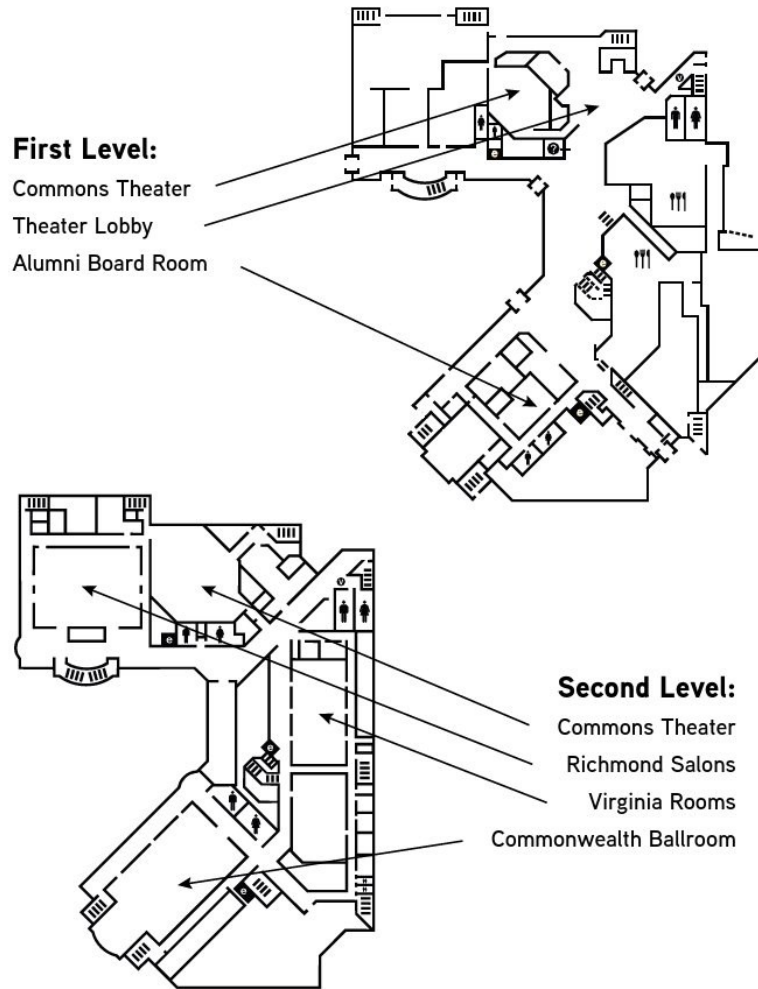 First Level:
Commons Theater
Theater Lobby
Alumni Board Room
Second Level:
Commons Theater
Richmond Salons
Virginia Rooms
Commonwealth Ballroom